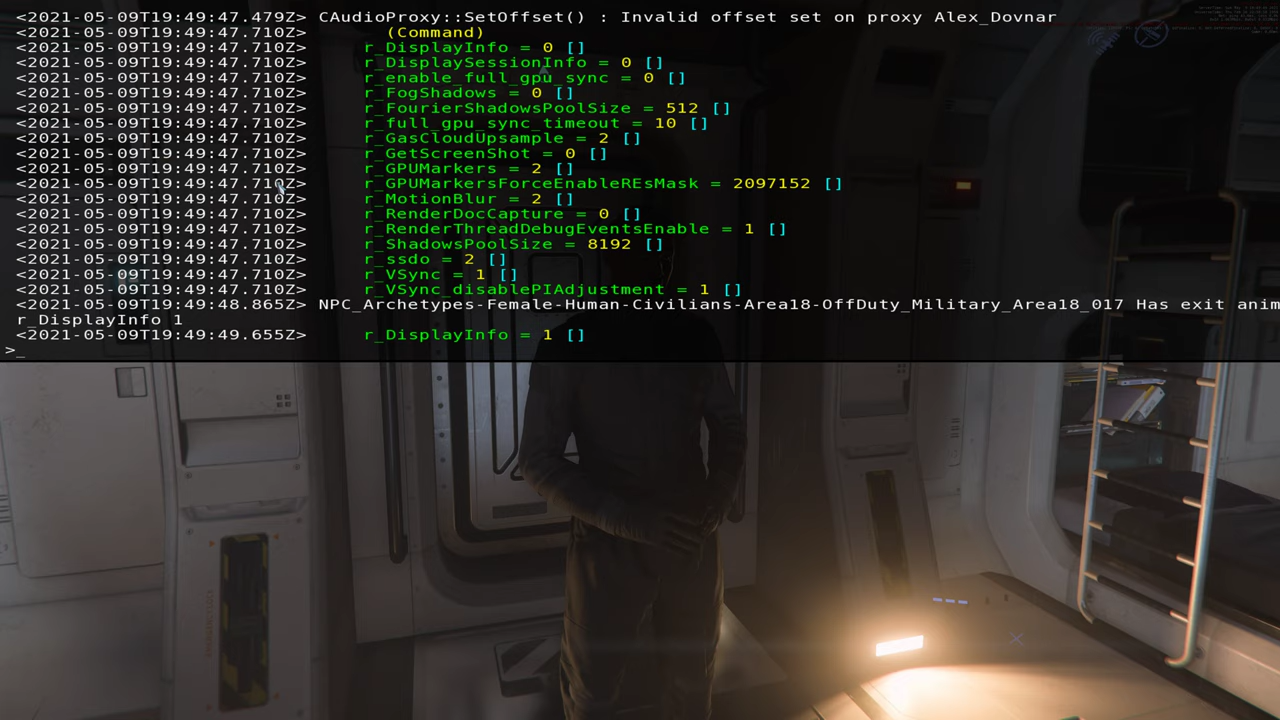 <2021-05-09T19:49:47.479Z> CAudioProxy::SetOffset() : Invalid offset set on proxy Alex_Dovnar
<2021-05-09T19:49:47.710Z> (Command)
<2021-05-09T19:49:47.710Z> r_DisplayInfo = 0 []
<2021-05-09T19:49:47.710Z> r_DisplaySessionInfo = 0 []
<2021-05-09T19:49:47.710Z> r_enable_full_gpu_sync = 0 []
<2021-05-09T19:49:47.710Z> r_FogShadows = 0 []
<2021-05-09T19:49:47.710Z> r_FourierShadowsPoolSize = 512 []
<2021-05-09T19:49:47.710Z> r_full_gpu_sync_timeout = 10 []
<2021-05-09T19:49:47.710Z> r_GasCloudUpsample = 2 []
<2021-05-09T19:49:47.710Z> r_GetScreenShot = 0 []
<2021-05-09T19:49:47.710Z> r_GPUMarkers = 2 []
<2021-05-09T19:49:47.710Z> r_GPUMarkersForceEnableREsMask = 2097152 []
<2021-05-09T19:49:47.710Z> r_MotionBlur = 2 []
<2021-05-09T19:49:47.710Z> r_RenderDocCapture = 0 []
<2021-05-09T19:49:47.710Z> r_RenderThreadDebugEventsEnable = 1 []
<2021-05-09T19:49:47.710Z> r_ShadowsPoolSize = 8192 []
<2021-05-09T19:49:47.710Z> r_ssdo = 2 []
<2021-05-09T19:49:47.710Z> r_VSync = 1 []
<2021-05-09T19:49:47.710Z> r_VSync_disablePIAdjustment = 1 []
<2021-05-09T19:49:48.865Z> NPC_Archetypes-Female-Human-Civilians-Area18-OffDuty_Military_Area18_017 Has exit anim
r_DisplayInfo 1
<2021-05-09T19:49:49.655Z> r_DisplayInfo = 1 []
>_